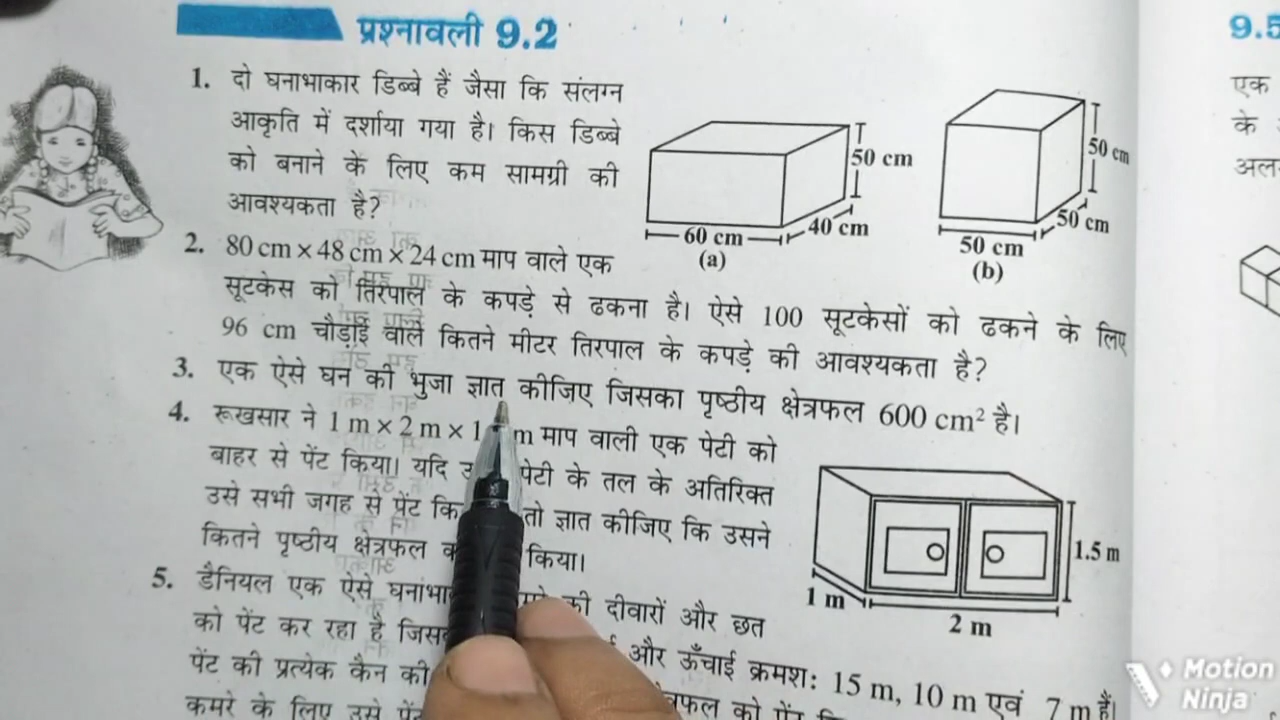 प्रश्नावली 9.2
1. दो घनाभाकार डिब्बे हैं जैसा कि संलग्न
आकृति में दर्शाया गया है। किस डिब्बे
को बनाने के लिए कम सामग्री की
आवश्यकता है?
50 cm
40 cm
60 cm
(a)
50 cm
50 cm
50 cm
(b)
2. 80 cm × 48 cm × 24 cm माप वाले एक
सूटकेस को तिरपाल के कपड़े से ढकना है। ऐसे 100 सूटकेसों को ढकने के लिए
96 cm चौड़ाई वाले कितने मीटर तिरपाल के कपड़े की आवश्यकता है?
3. एक ऐसे घन की भुजा ज्ञात कीजिए जिसका पृष्ठीय क्षेत्रफल 600 cm² है।
4. रूखसार ने 1 m × 2 m × 1 m माप वाली एक पेटी को
बाहर से पेंट किया। यदि पेटी के तल के अतिरिक्त
उसे सभी जगह से पेंट तो ज्ञात कीजिए कि उसने
कितने पृष्ठीय क्षेत्रफल किया।
1.5 m
1 m
2 m
5. डैनियल एक ऐसे की दीवारों और छत
को पेंट कर रहा है और ऊँचाई क्रमशः 15 m, 10 m एवं 7 m है।
पेंट की प्रत्येक कैन की को पेंट
कमरे के लिए उसे पेंट
9.5
एक
के
Motion
Ninja